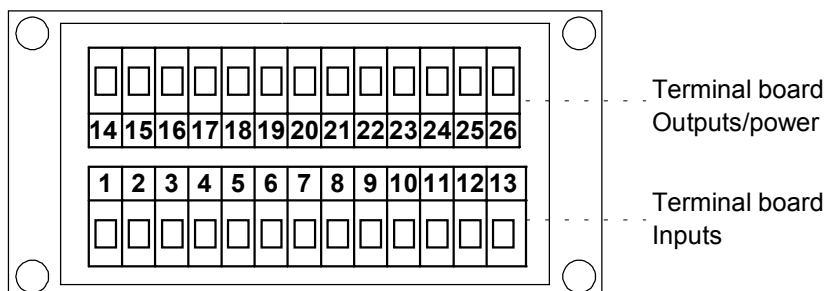 14 15 16 17 18 19 20 21 22 23 24 25 26
Terminal board
Outputs/power
1 2 3 4 5 6 7 8 9 10 11 12 13
Terminal board
Inputs